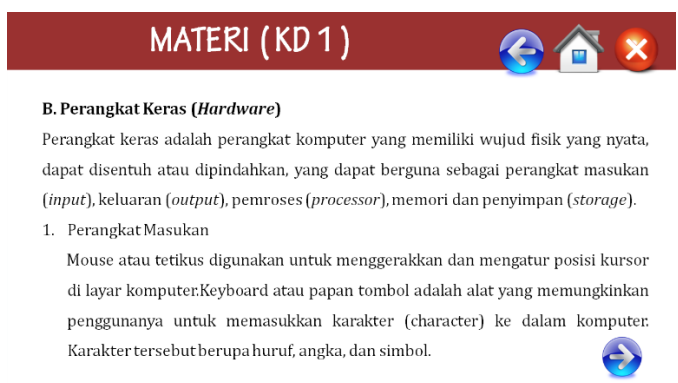 MATERI ( KD 1 )
B. Perangkat Keras (Hardware)
Perangkat keras adalah perangkat komputer yang memiliki wujud fisik yang nyata,
dapat disentuh atau dipindahkan, yang dapat berguna sebagai perangkat masukan
(input), keluaran (output), pemroses (processor), memori dan penyimpan (storage).
1. Perangkat Masukan
Mouse atau tetikus digunakan untuk menggerakkan dan mengatur posisi kursor
di layar komputer.Keyboard atau papan tombol adalah alat yang memungkinkan
penggunanya untuk memasukkan karakter (character) ke dalam komputer.
Karakter tersebut berupa huruf, angka, dan simbol.